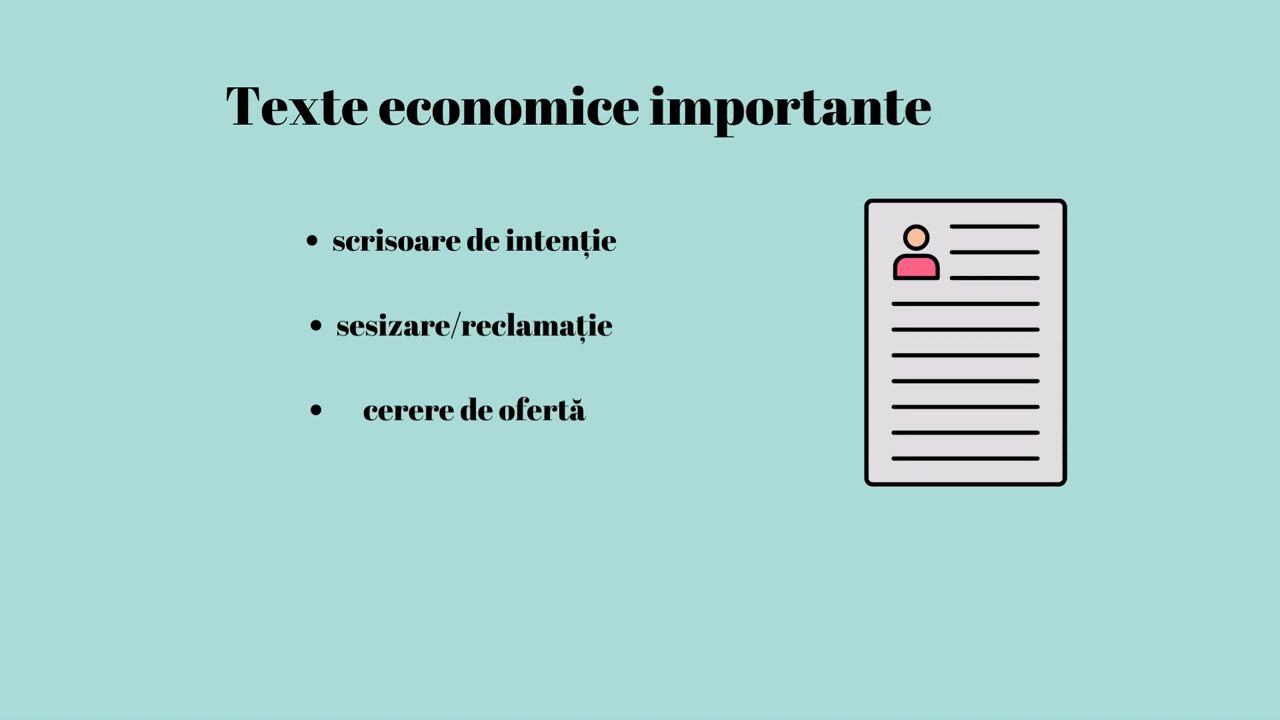 Texte economice importante
• scrisoare de intenție
• sesizare/reclamație
• cerere de ofertă